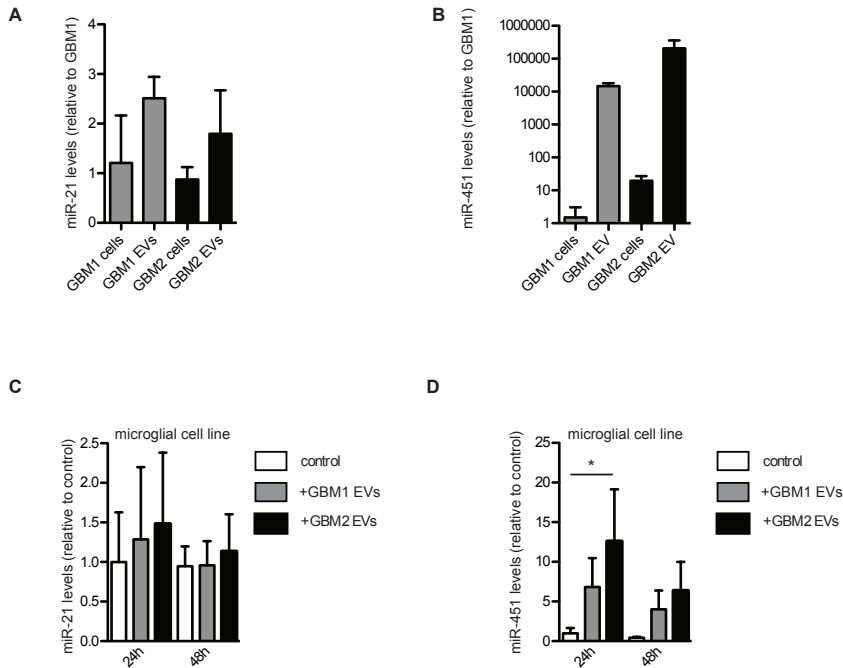 A
miR-21 levels (relative to GBM1)
4
3
2
1
0
GBM1 cells
GBM1 EVs
GBM2 cells
GBM2 EVs
B
miR-451 levels (relative to GBM1)
1000000
100000
10000
1000
100
10
1
GBM1 cells
GBM1 EV
GBM2 cells
GBM2 EV
C
microglial cell line
miR-21 levels (relative to control)
2.5
2.0
1.5
1.0
0.5
0.0
24h
48h
control
+GBM1 EVs
+GBM2 EVs
D
microglial cell line
miR-451 levels (relative to control)
25
20
15
10
5
0
*
24h
48h
control
+GBM1 EVs
+GBM2 EVs